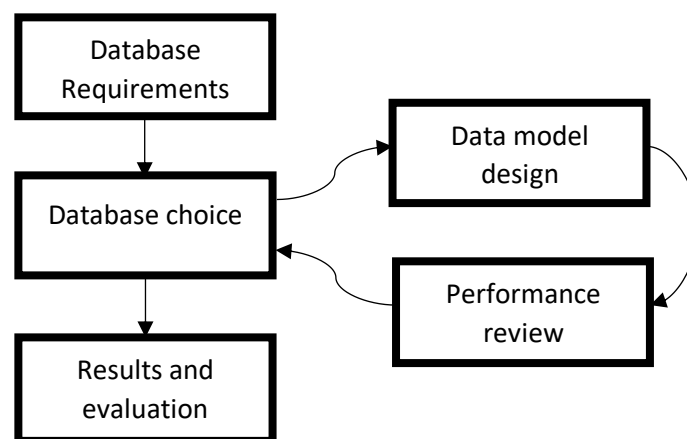 Database
Requirements
Data model
design
Database choice
Performance
review
Results and
evaluation